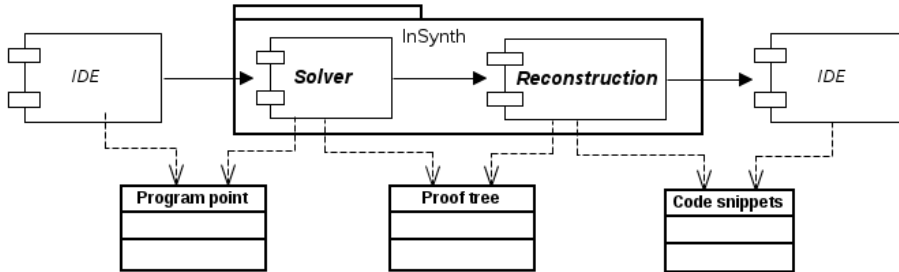 InSynth
IDE
Solver
Reconstruction
IDE
Program point
Proof tree
Code snippets